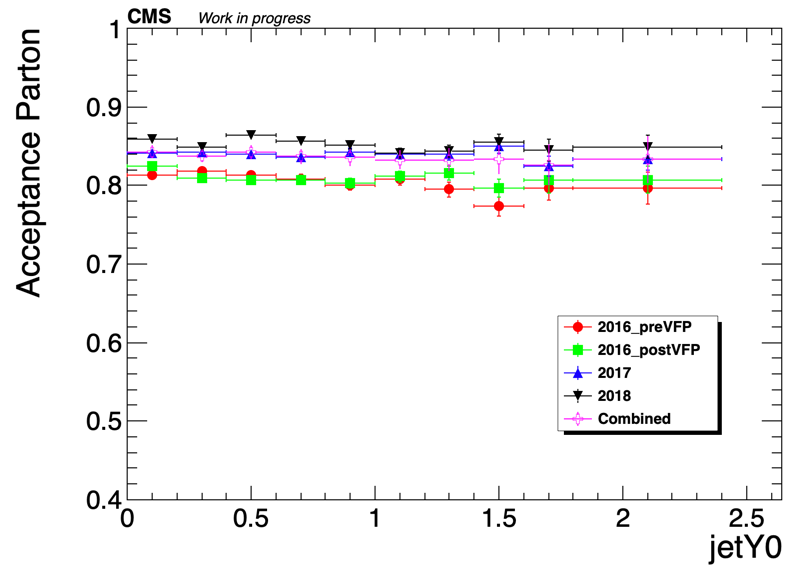 CMS Work in progress
Acceptance Parton
1
0.9
0.8
0.7
0.6
0.5
0.4
2016_preVFP
2016_postVFP
2017
2018
Combined
0 0.5 1 1.5 2 2.5
jetY0